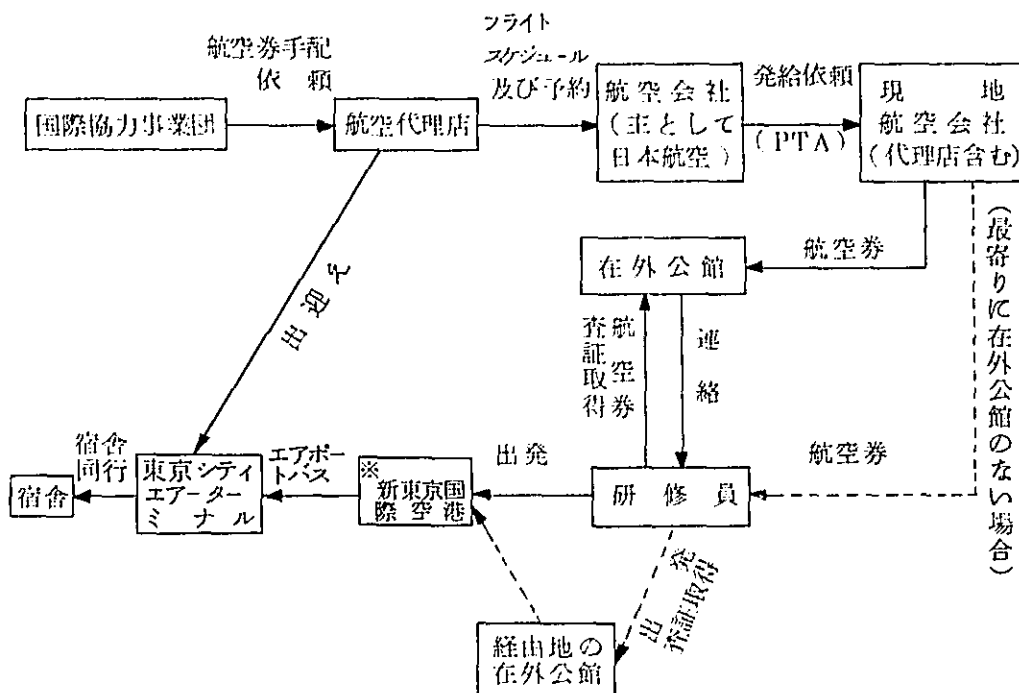 航空券手配
依頼
フライト
スケジュール
及び予約
国際協力事業団
航空代理店
航空会社
(主として
日本航空)
発給依頼
(PTA)
現地
航空会社
(代理店含む)
航空券
(最寄りに在外公館のない場合)
在外公館
出迎え
航空券
査証取得
連絡
宿舎
同行
宿舎
東京シティ
エアーター
ミナル
エアポー
トバス
※
新東京国
際空港
出発
研修員
航空券
出発
査証取得
経由地の
在外公館